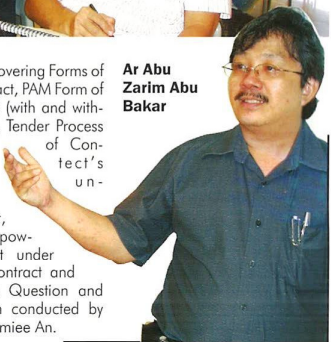 overing Forms of
act, PAM Form of
(with and with-
Tender Process
of Con-
tect's
un-
pow-
t under
ontract and
Question and
n conducted by
miee An.
Ar Abu
Zarim Abu
Bakar